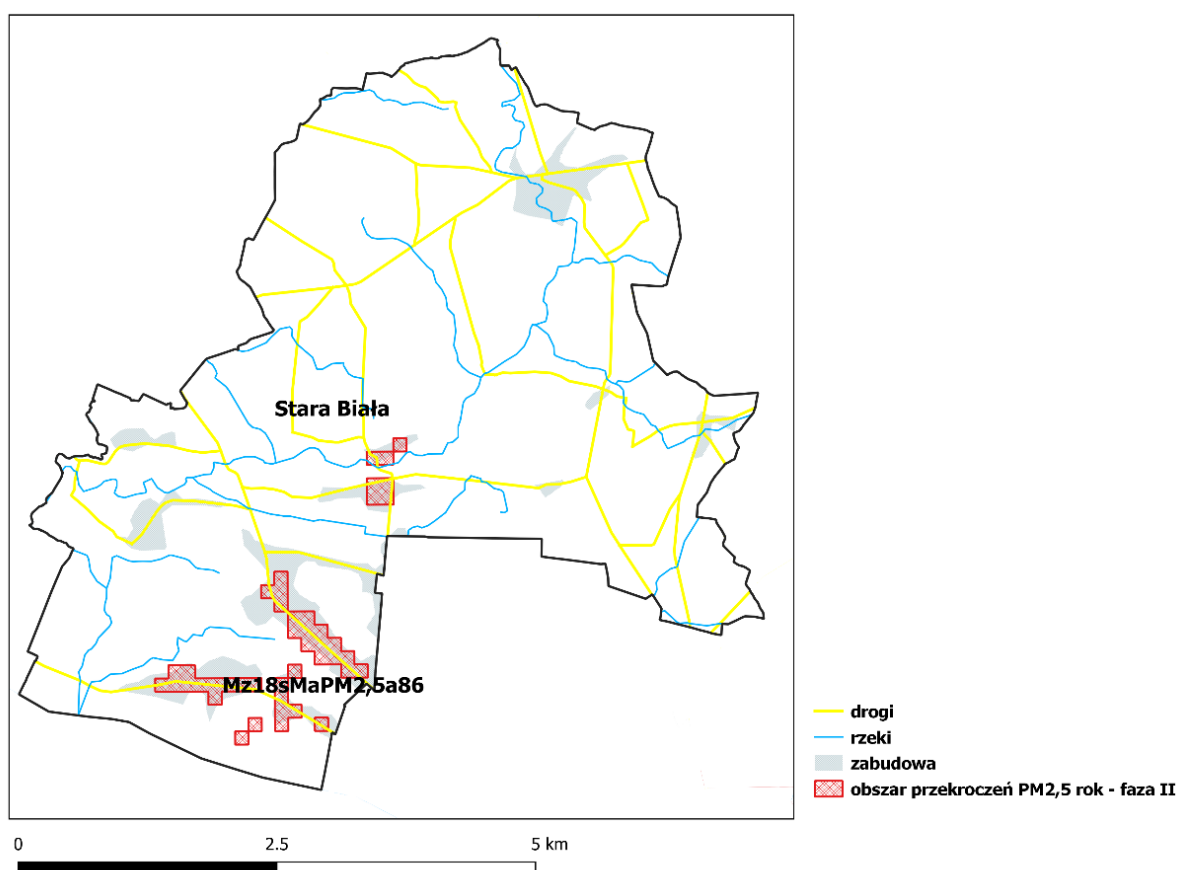 Stara Biała
Mz18sMaPM2,5a86
drogi
rzeki
zabudowa
obszar przekroczeń PM2,5 rok - faza II
0 2.5 5 km